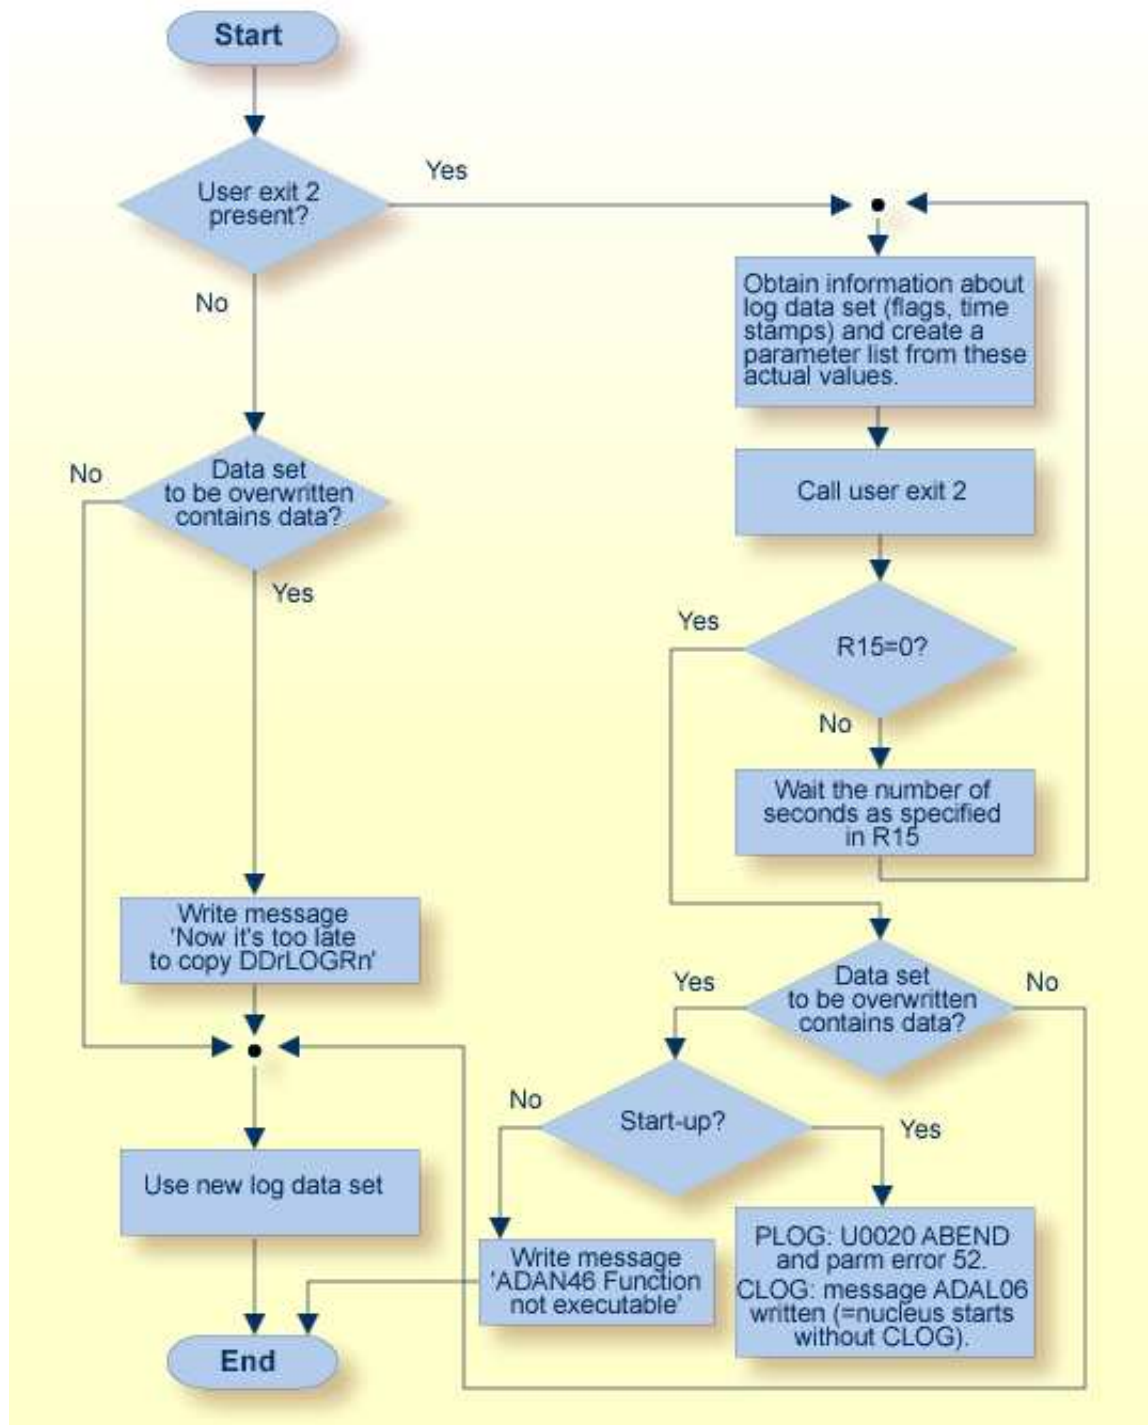 Start
User exit 2
present?
Yes
No
Obtain information about
log data set (flags, time
stamps) and create a
parameter list from these
actual values.
Call user exit 2
R15=0?
Yes
No
Wait the number of
seconds as specified
in R15
Data set
to be overwritten
contains data?
No
Yes
Write message
'Now it's too late
to copy DDrLOGRn'
Data set
to be overwritten
contains data?
Yes
No
Start-up?
No
Yes
Use new log data set
Write message
'ADAN46 Function
not executable'
PLOG: U0020 ABEND
and parm error 52.
CLOG: message ADAL06
written (=nucleus starts
without CLOG).
End